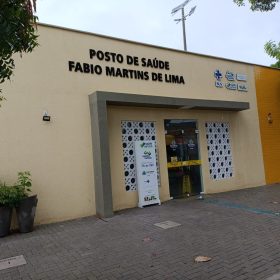 POSTO DE SAÚDE
FABIO MARTINS DE LIMA